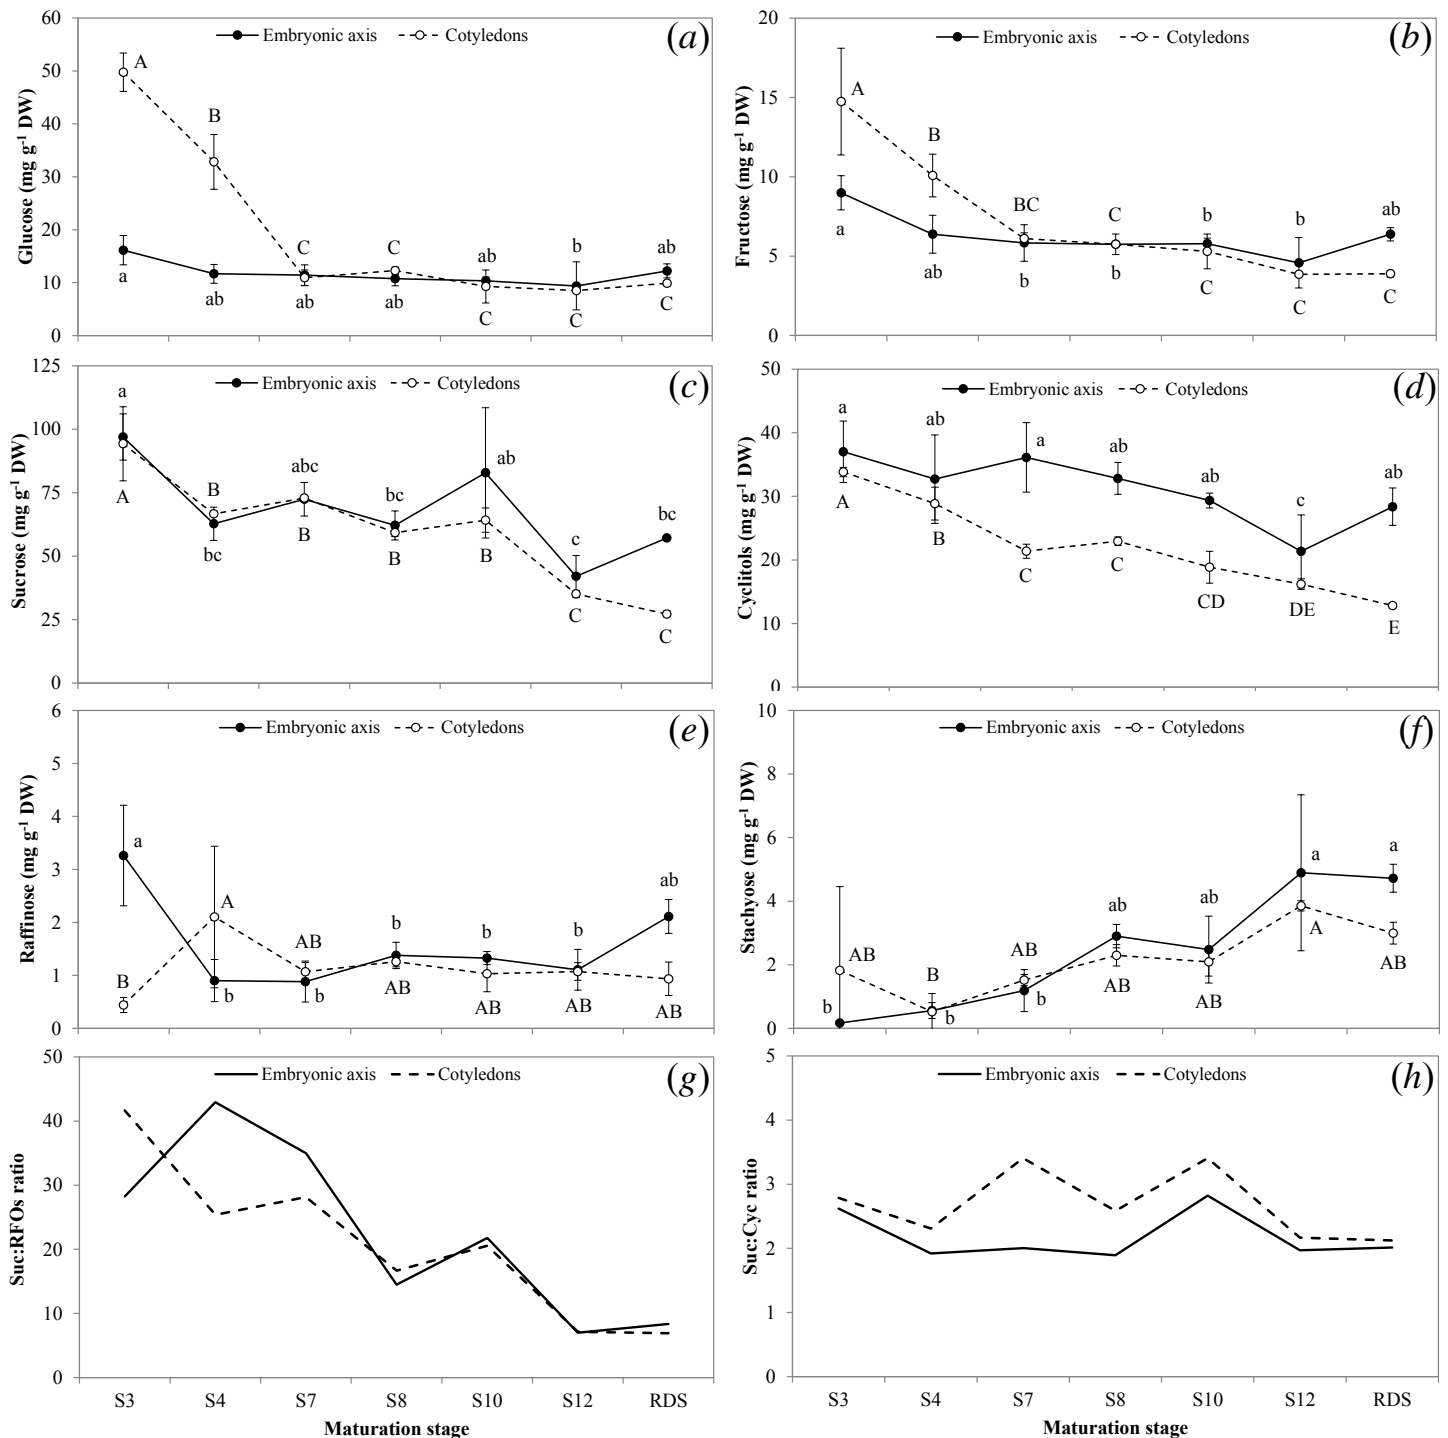 Embryonic axis Cotyledons (a)
Glucose (mg g-1 DW)
60
50
40
30
20
10
0
A
B
C C ab b ab
a ab ab ab C C C
Embryonic axis Cotyledons (b)
Fructose (mg g-1 DW)
20
15
10
5
0
A
B
BC C b b ab
a ab b b C C C
Embryonic axis Cotyledons (c)
Sucrose (mg g-1 DW)
125
100
75
50
25
0
a B abc bc ab c bc
A bc B B B C C
Embryonic axis Cotyledons (d)
Cyclitols (mg g-1 DW)
50
40
30
20
10
0
a ab a ab ab c ab
A B C C CD DE E
Embryonic axis Cotyledons (e)
Raffinose (mg g-1 DW)
6
5
4
3
2
1
0
a A AB b b b ab
B b b AB AB AB AB
Embryonic axis Cotyledons (f)
Stachyose (mg g-1 DW)
10
8
6
4
2
0
AB B AB ab ab a a
b b b AB AB A AB
Embryonic axis Cotyledons (g)
Suc:RFOs ratio
50
40
30
20
10
0
S3 S4 S7 S8 S10 S12 RDS
Maturation stage
Embryonic axis Cotyledons (h)
Suc:Cyc ratio
5
4
3
2
1
0
S3 S4 S7 S8 S10 S12 RDS
Maturation stage